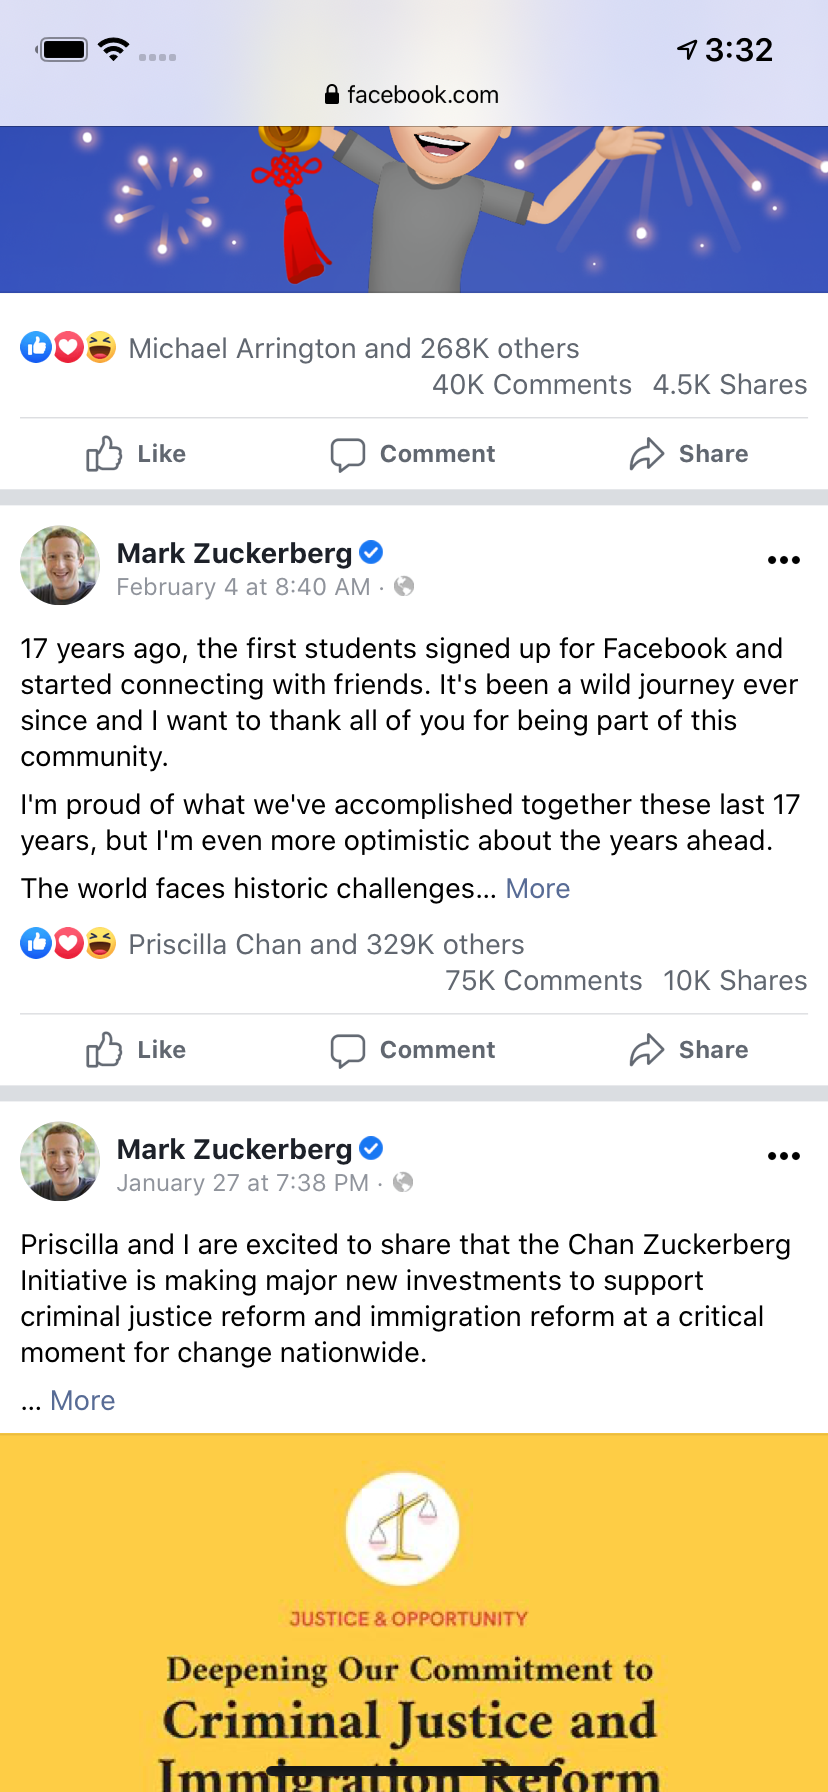 3:32
facebook.com
Michael Arrington and 268K others
40K Comments 4.5K Shares
Like Comment Share
Mark Zuckerberg
February 4 at 8:40 AM ·
17 years ago, the first students signed up for Facebook and
started connecting with friends. It's been a wild journey ever
since and I want to thank all of you for being part of this
community.
I'm proud of what we've accomplished together these last 17
years, but I'm even more optimistic about the years ahead.
The world faces historic challenges... More
Priscilla Chan and 329K others
75K Comments 10K Shares
Like Comment Share
Mark Zuckerberg
January 27 at 7:38 PM ·
Priscilla and I are excited to share that the Chan Zuckerberg
Initiative is making major new investments to support
criminal justice reform and immigration reform at a critical
moment for change nationwide.
... More
JUSTICE & OPPORTUNITY
Deepening Our Commitment to
Criminal Justice and
Immigration Reform